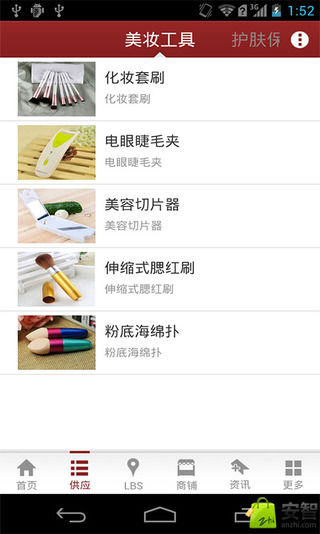 3G
1:52
美妆工具 护肤保
化妆套刷
化妆套刷
电眼睫毛夹
电眼睫毛夹
美容切片器
美容切片器
伸缩式腮红刷
伸缩式腮红刷
粉底海绵扑
粉底海绵扑
首页 供应 LBS 商铺 资讯 更多
安智
anzhi.com